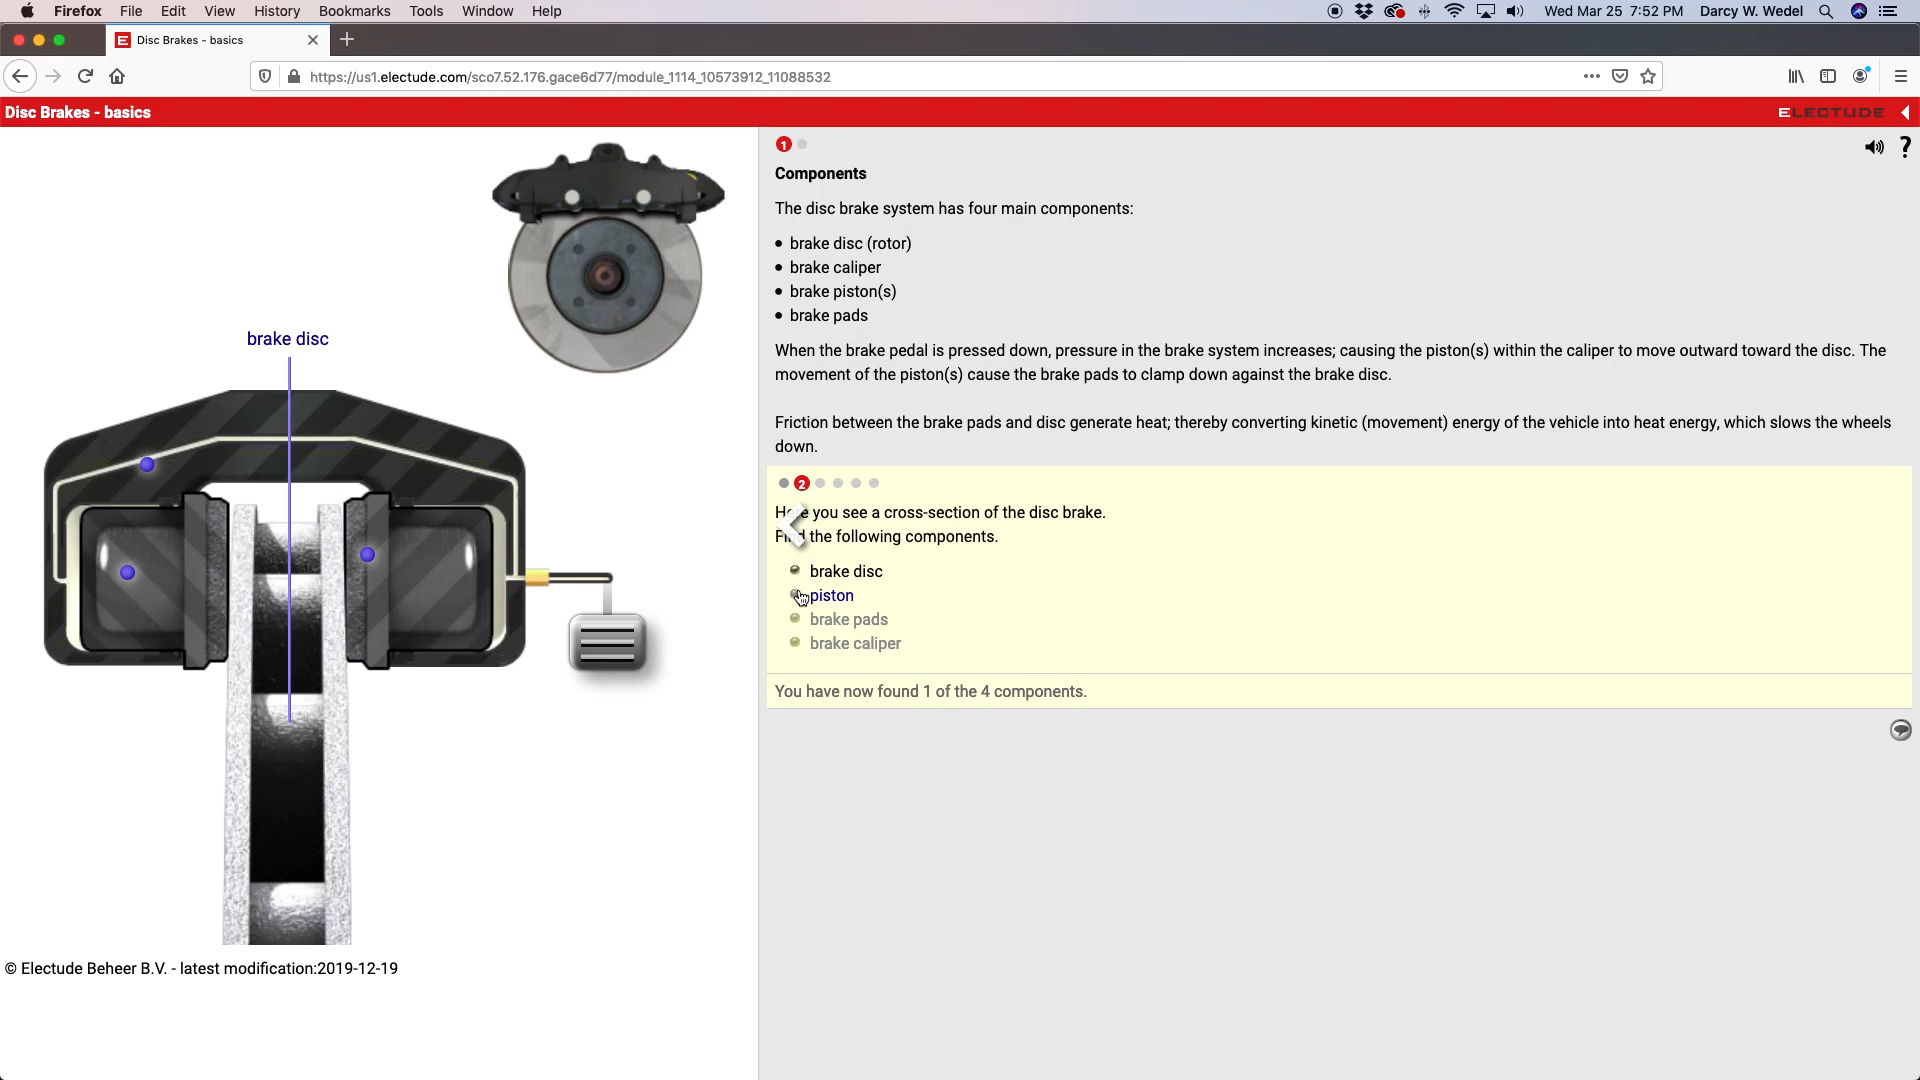 Firefox File Edit View History Bookmarks Tools Window Help Wed Mar 25 7:52 PM Darcy W. Wedel
Disc Brakes - basics
https://us1.electude.com/sco7.52.176.gace6d77/module_1114_10573912_11088532
Disc Brakes - basics
ELECTUDE
1
?
Components
The disc brake system has four main components:
• brake disc (rotor)
• brake caliper
• brake piston(s)
• brake pads
When the brake pedal is pressed down, pressure in the brake system increases; causing the piston(s) within the caliper to move outward toward the disc. The
movement of the piston(s) cause the brake pads to clamp down against the brake disc.
Friction between the brake pads and disc generate heat; thereby converting kinetic (movement) energy of the vehicle into heat energy, which slows the wheels
down.
2
Here you see a cross-section of the disc brake.
Find the following components.
brake disc
piston
brake pads
brake caliper
You have now found 1 of the 4 components.
brake disc
© Electude Beheer B.V. - latest modification:2019-12-19